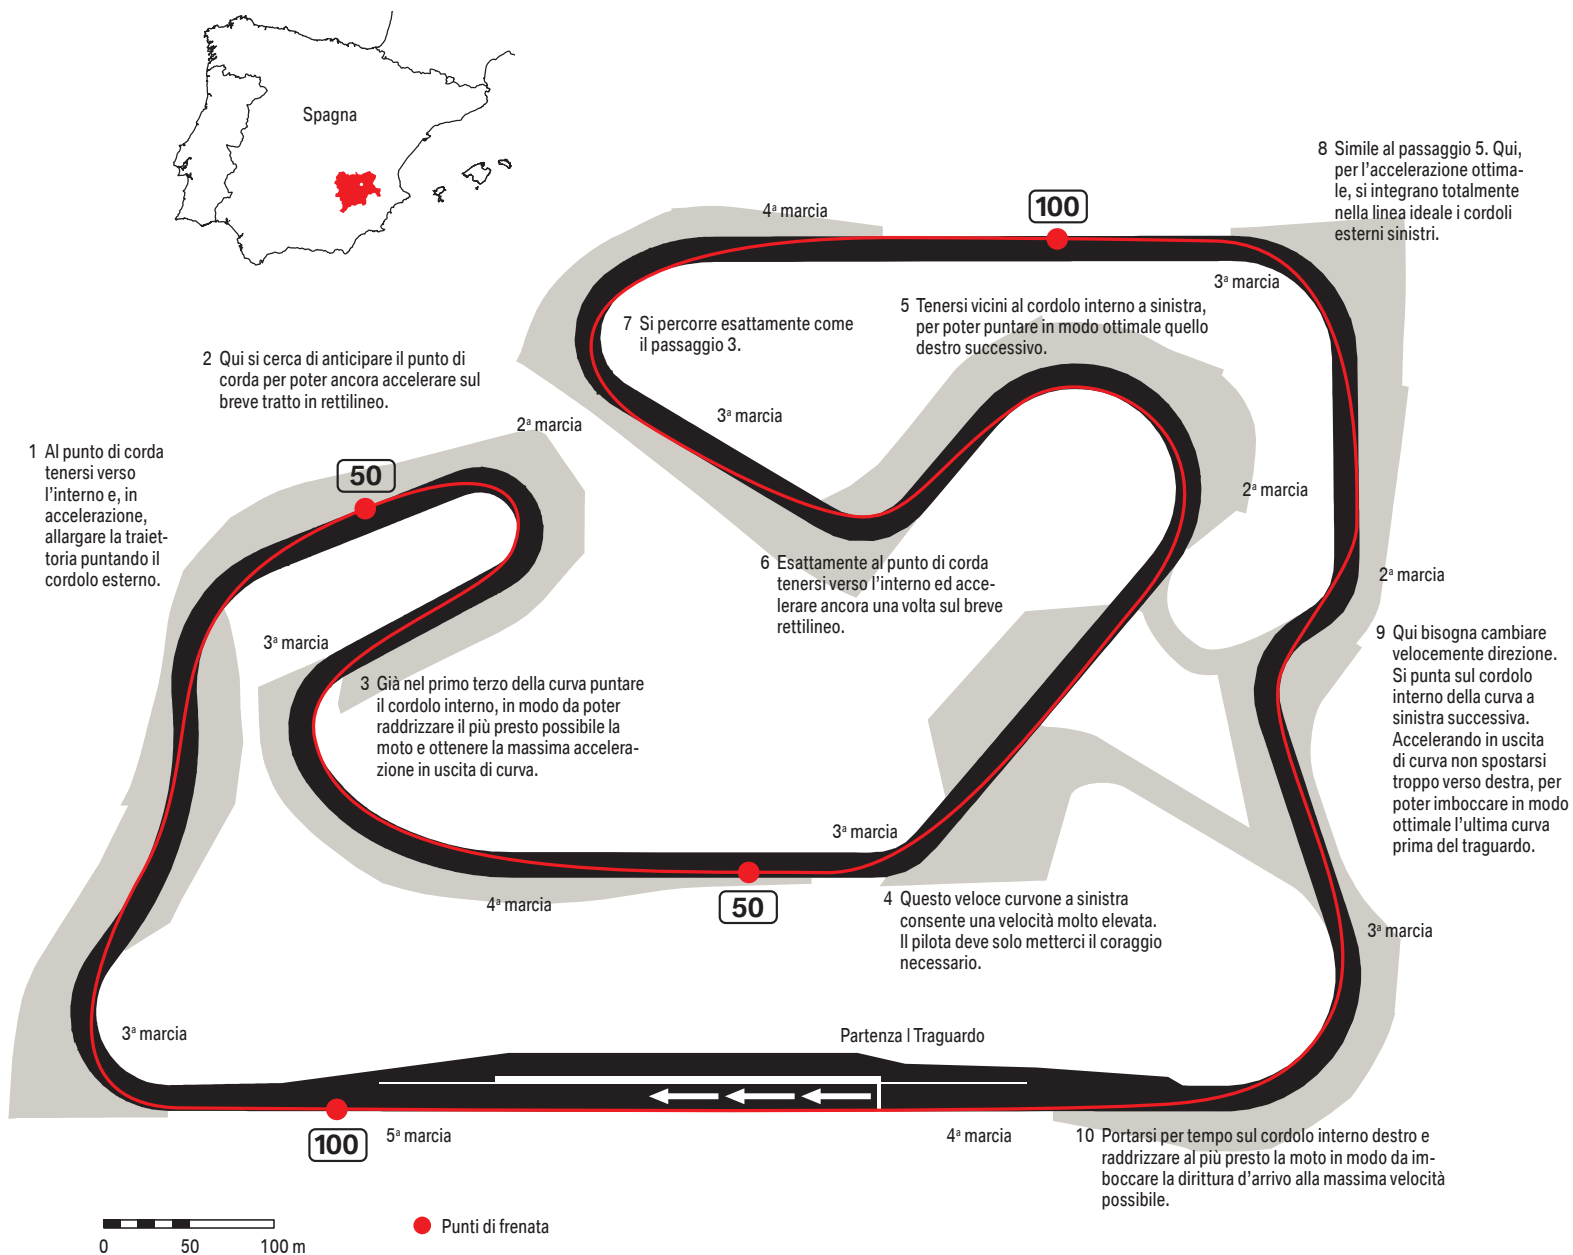 Spagna
8 Simile al passaggio 5. Qui,
per l’accelerazione ottima-
le, si integrano totalmente
nella linea ideale i cordoli
esterni sinistri.
4ª marcia
100
3ª marcia
5 Tenersi vicini al cordolo interno a sinistra,
per poter puntare in modo ottimale quello
destro successivo.
7 Si percorre esattamente come
il passaggio 3.
2 Qui si cerca di anticipare il punto di
corda per poter ancora accelerare sul
breve tratto in rettilineo.
3ª marcia
2ª marcia
1 Al punto di corda
tenersi verso
l’interno e, in
accelerazione,
allargare la traiet-
toria puntando il
cordolo esterno.
50
2ª marcia
6 Esattamente al punto di corda
tenersi verso l’interno ed acce-
lerare ancora una volta sul breve
rettilineo.
2ª marcia
3ª marcia
9 Qui bisogna cambiare
velocemente direzione.
Si punta sul cordolo
interno della curva a
sinistra successiva.
Accelerando in uscita
di curva non spostarsi
troppo verso destra, per
poter imboccare in modo
ottimale l’ultima curva
prima del traguardo.
3 Già nel primo terzo della curva puntare
il cordolo interno, in modo da poter
raddrizzare il più presto possibile la
moto e ottenere la massima accelera-
zione in uscita di curva.
3ª marcia
4ª marcia
50
4 Questo veloce curvone a sinistra
consente una velocità molto elevata.
Il pilota deve solo metterci il coraggio
necessario.
3ª marcia
3ª marcia
Partenza | Traguardo
100
5ª marcia
4ª marcia
10 Portarsi per tempo sul cordolo interno destro e
raddrizzare al più presto la moto in modo da im-
boccare la dirittura d’arrivo alla massima velocità
possibile.
Punti di frenata
0 50 100 m